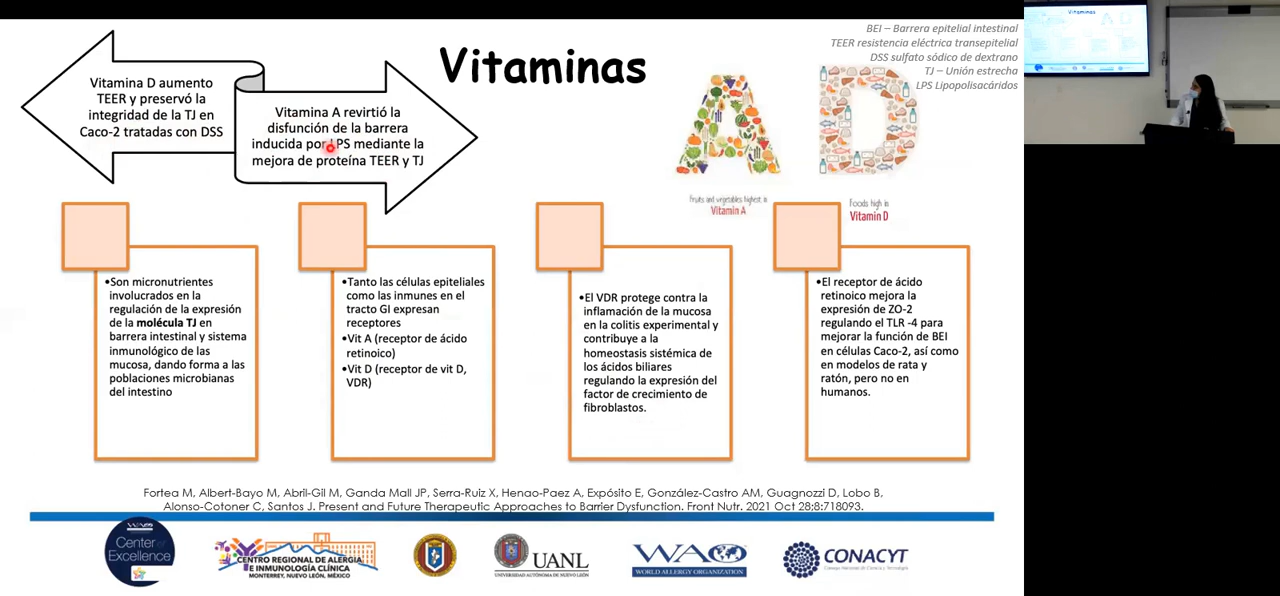 Vitaminas
BEI – Barrera epitelial intestinal
TEER resistencia eléctrica transepitelial
DSS sulfato sódico de dextrano
TJ – Unión estrecha
LPS Lipopolisacáridos
Vitamina D aumento
TEER y preservó la
integridad de la TJ en
Caco-2 tratadas con DSS
Vitamina A revirtió la
disfunción de la barrera
inducida por LPS mediante la
mejora de proteína TEER y TJ
Fruits and vegetables highest in
Vitamin A
Foods high in
Vitamin D
•Son micronutrientes
involucrados en la
regulación de la expresión
de la molécula TJ en
barrera intestinal y sistema
inmunológico de las
mucosa, dando forma a las
poblaciones microbianas
del intestino
•Tanto las células epiteliales
como las inmunes en el
tracto GI expresan
receptores
•Vit A (receptor de ácido
retinoico)
•Vit D (receptor de vit D,
VDR)
•El VDR protege contra la
inflamación de la mucosa
en la colitis experimental y
contribuye a la
homeostasis sistémica de
los ácidos biliares
regulando la expresión del
factor de crecimiento de
fibroblastos.
•El receptor de ácido
retinoico mejora la
expresión de ZO-2
regulando el TLR -4 para
mejorar la función de BEI
en células Caco-2, así como
en modelos de rata y
ratón, pero no en
humanos.
Fortea M, Albert-Bayo M, Abril-Gil M, Ganda Mall JP, Serra-Ruiz X, Henao-Paez A, Expósito E, González-Castro AM, Guagnozzi D, Lobo B,
Alonso-Cotoner C, Santos J. Present and Future Therapeutic Approaches to Barrier Dysfunction. Front Nutr. 2021 Oct 28;8:718093.
Center of
Excellence
CENTRO REGIONAL DE ALERGIA
E INMUNOLOGÍA CLÍNICA
MONTERREY, NUEVO LEÓN, MÉXICO
UANL
UNIVERSIDAD AUTÓNOMA DE NUEVO LEÓN
WAO
WORLD ALLERGY ORGANIZATION
CONACYT
Consejo Nacional de Ciencia y Tecnología
Vitaminas